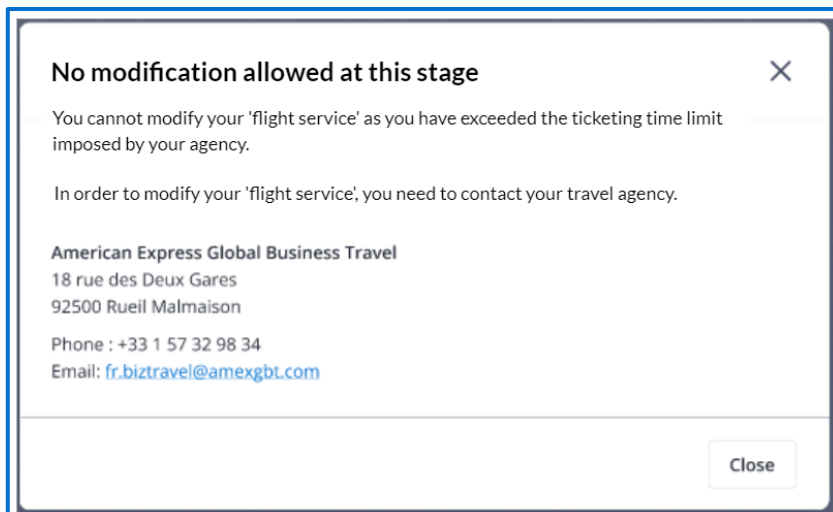 No modification allowed at this stage
You cannot modify your 'flight service' as you have exceeded the ticketing time limit
imposed by your agency.
In order to modify your 'flight service', you need to contact your travel agency.
American Express Global Business Travel
18 rue des Deux Gares
92500 Rueil Malmaison
Phone : +33 1 57 32 98 34
Email: fr.biztravel@amexgbt.com
Close